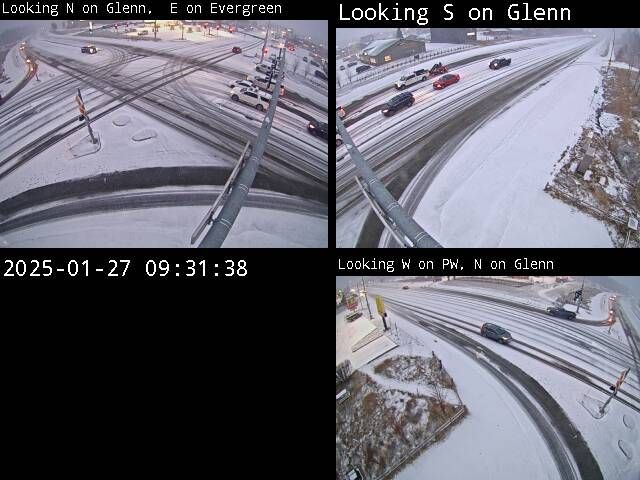 Looking N on Glenn,  E on Evergreen
Looking S on Glenn
2025-01-27 09:31:38
Looking W on PW, N on Glenn